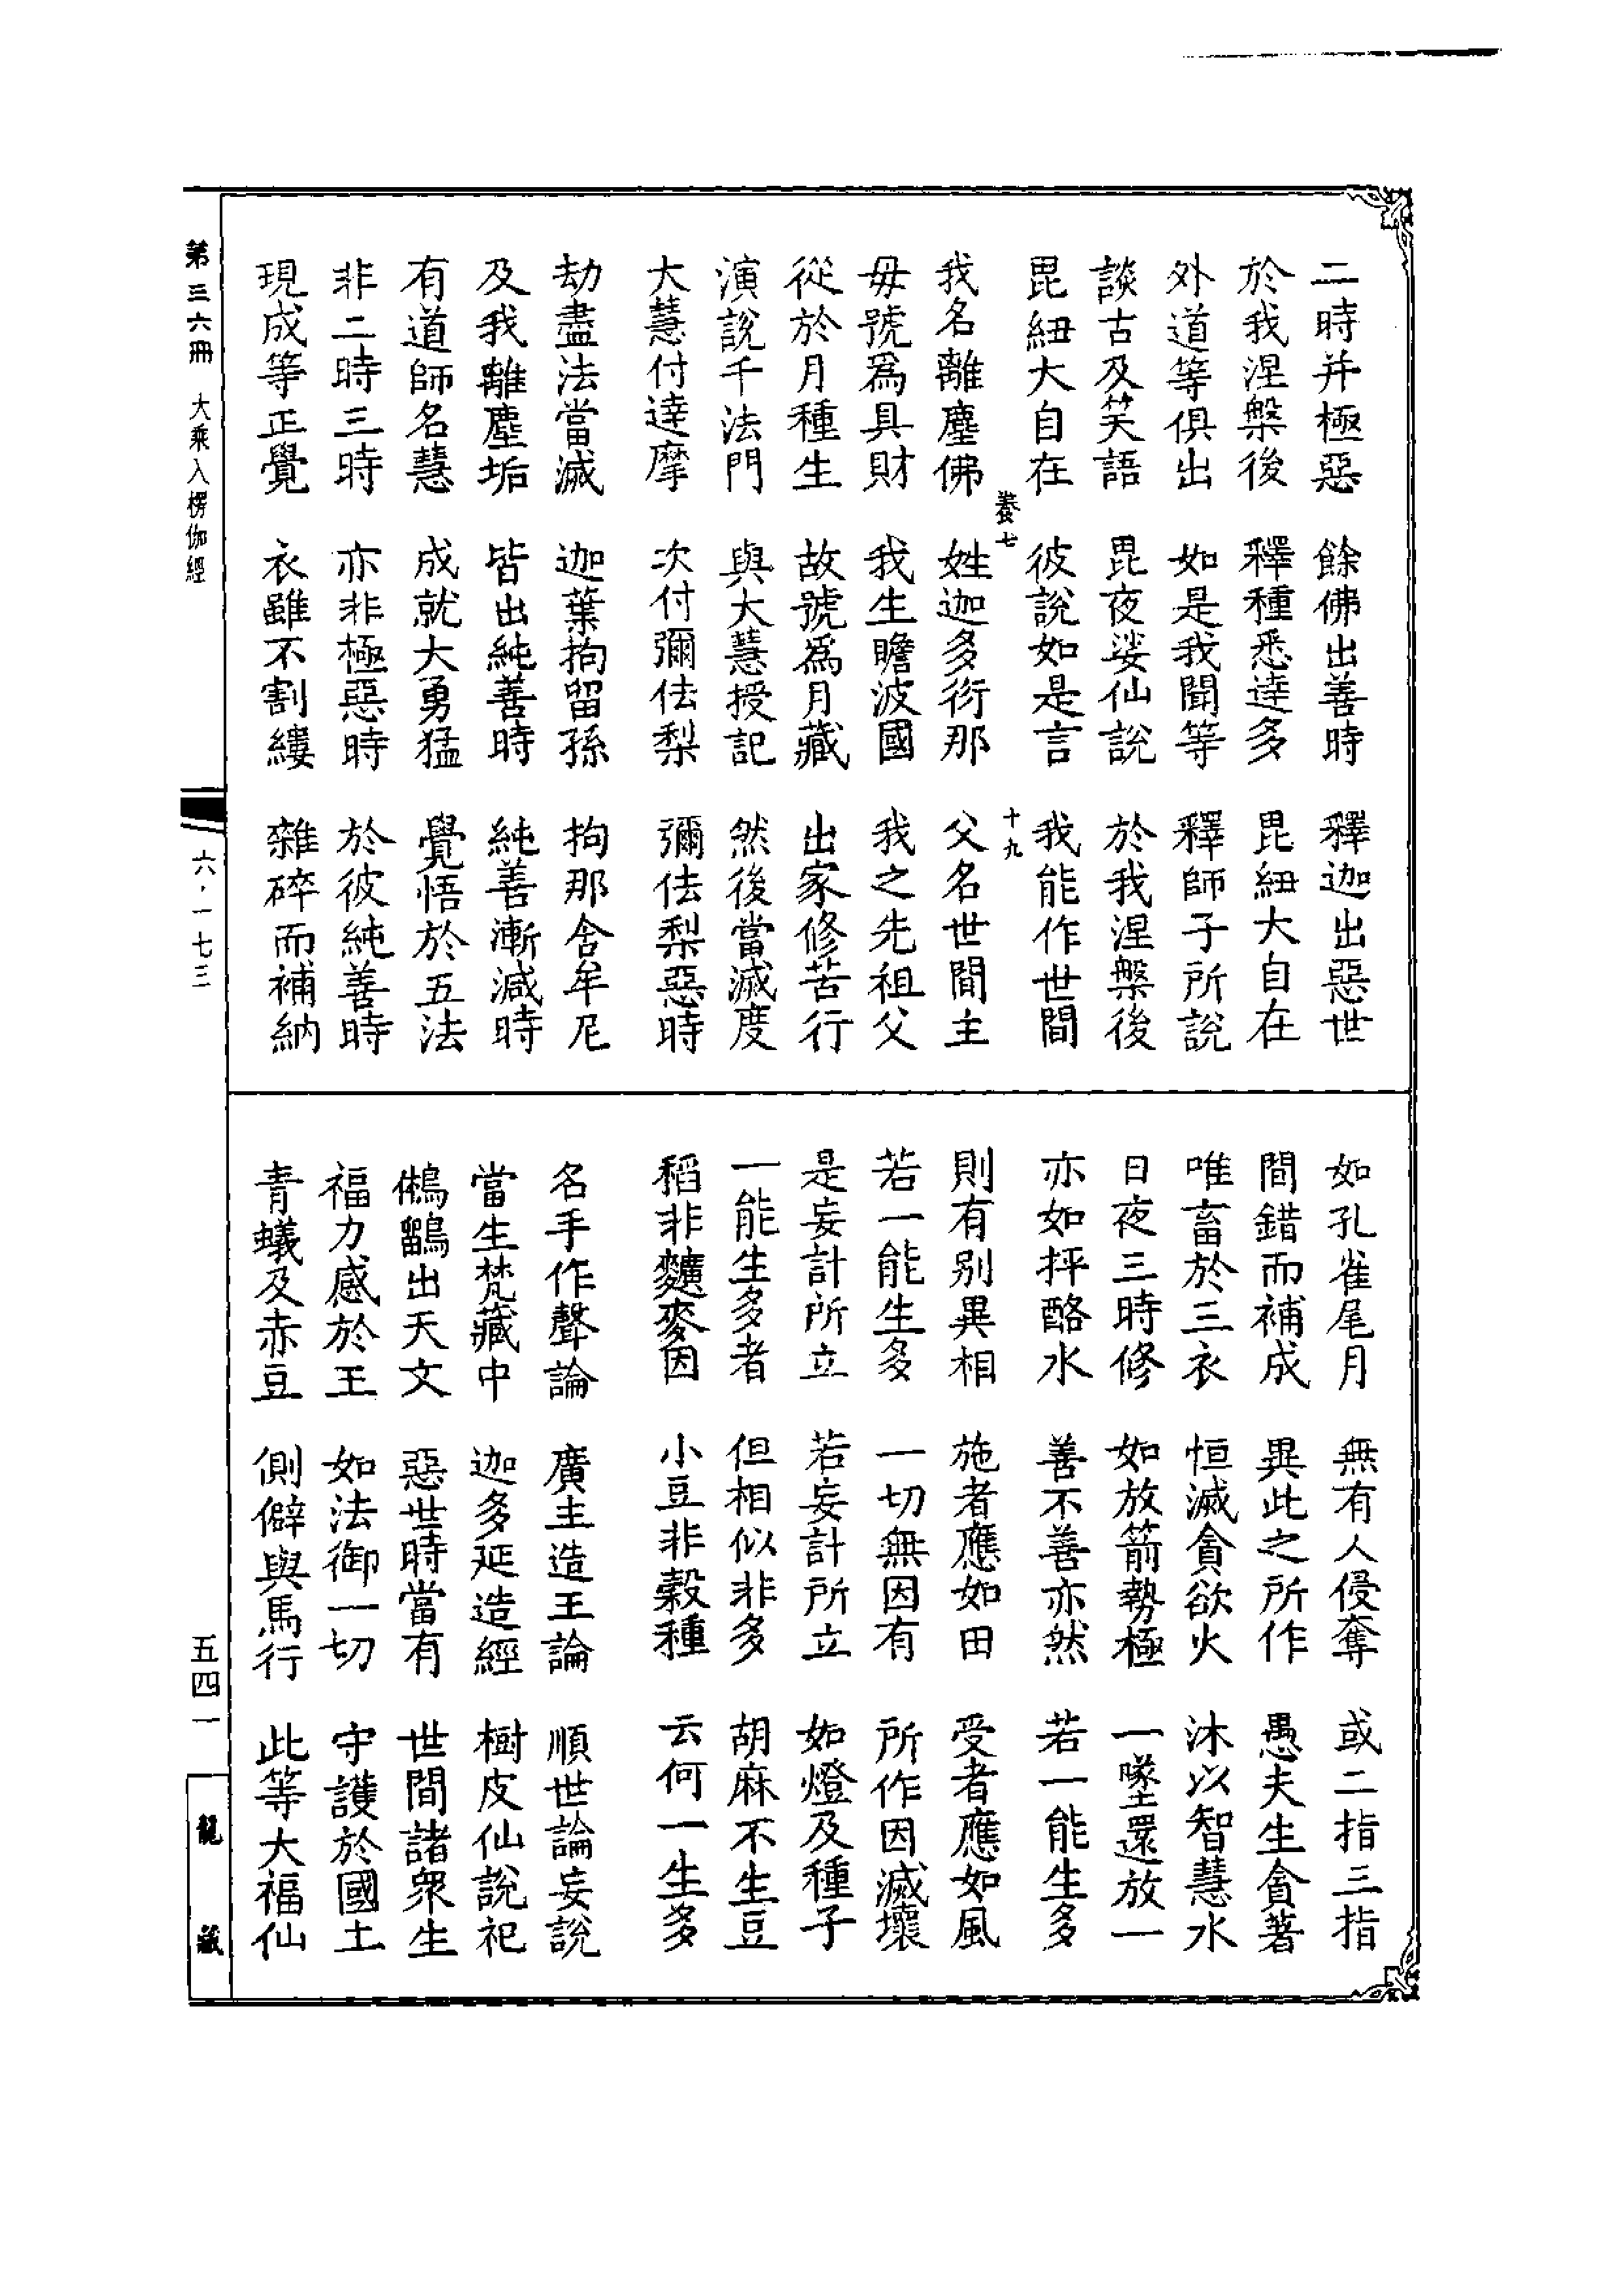 二時并極惡　餘佛出善時　釋迦出惡世
於我涅槃後　釋種悉達多　毘紐大自在
外道等俱出　如是我聞等　釋師子所說
談古及笑語　毘夜娑仙說　於我涅槃後
毘紐大自在　彼說如是言　我能作世間
養七　十九
我名離塵佛　姓迦多衍那　父名世間主
毋號爲具財　我生瞻波國　我之先祖父
從於月種生　故號爲月藏　出家修苦行
演說千法門　與大慧授記　然後當滅度
大慧付達摩　次付彌佉梨　彌佉梨惡時
劫盡法當滅　迦葉拘留孫　拘那含牟尼
及我離塵垢　皆出純善時　純善漸減時
有道師名慧　成就大勇猛　覺悟於五法
非二時三時　亦非極惡時　於彼純善時
現成等正覺　衣雖不割縷　雜碎而補納
如孔雀尾月　無有人侵奪　或二指三指
間錯而補成　異此之所作　愚夫生貪著
唯畜於三衣　恒滅貪欲火　沐以智慧水
日夜三時修　如放箭勢極　一墜還放一
亦如抨酪水　善不善亦然　若一能生多
則有別異相　施者應如田　受者應如風
若一能生多　一切無因有　所作因滅壞
是妄計所立　若妄計所立　如燈及種子
一能生多者　但相似非多　胡麻不生豆
稻非䵃麥因　小豆非穀種　云何一生多
名手作聲論　廣主造王論　順世論妄說
當生梵藏中　迦多延造經　樹皮仙說祀
鵂鶹出天文　惡世時當有　世間諸衆生
福力感於王　如法御一切　守護於國土
青蟻及赤豆　側僻與馬行　此等大福仙
第三六冊　大乘入楞伽經
六·一七三
五四一
龍藏